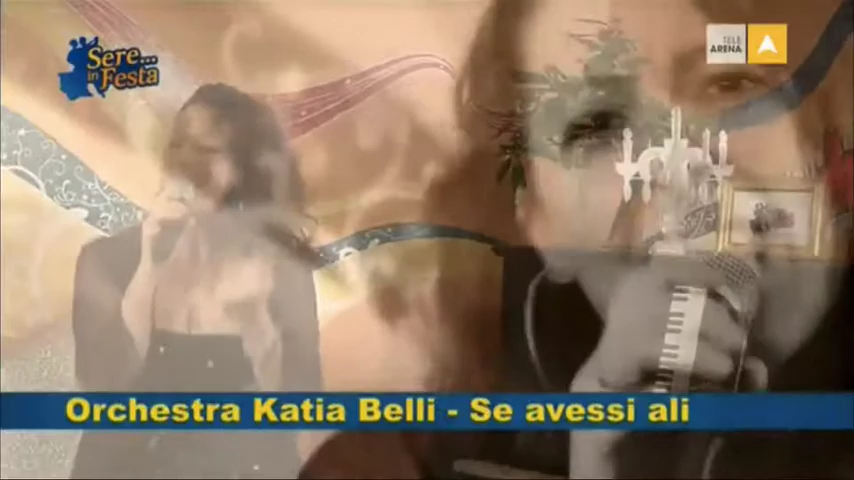 Sere...
in Festa
TELE
ARENA
Orchestra Katia Belli - Se avessi ali